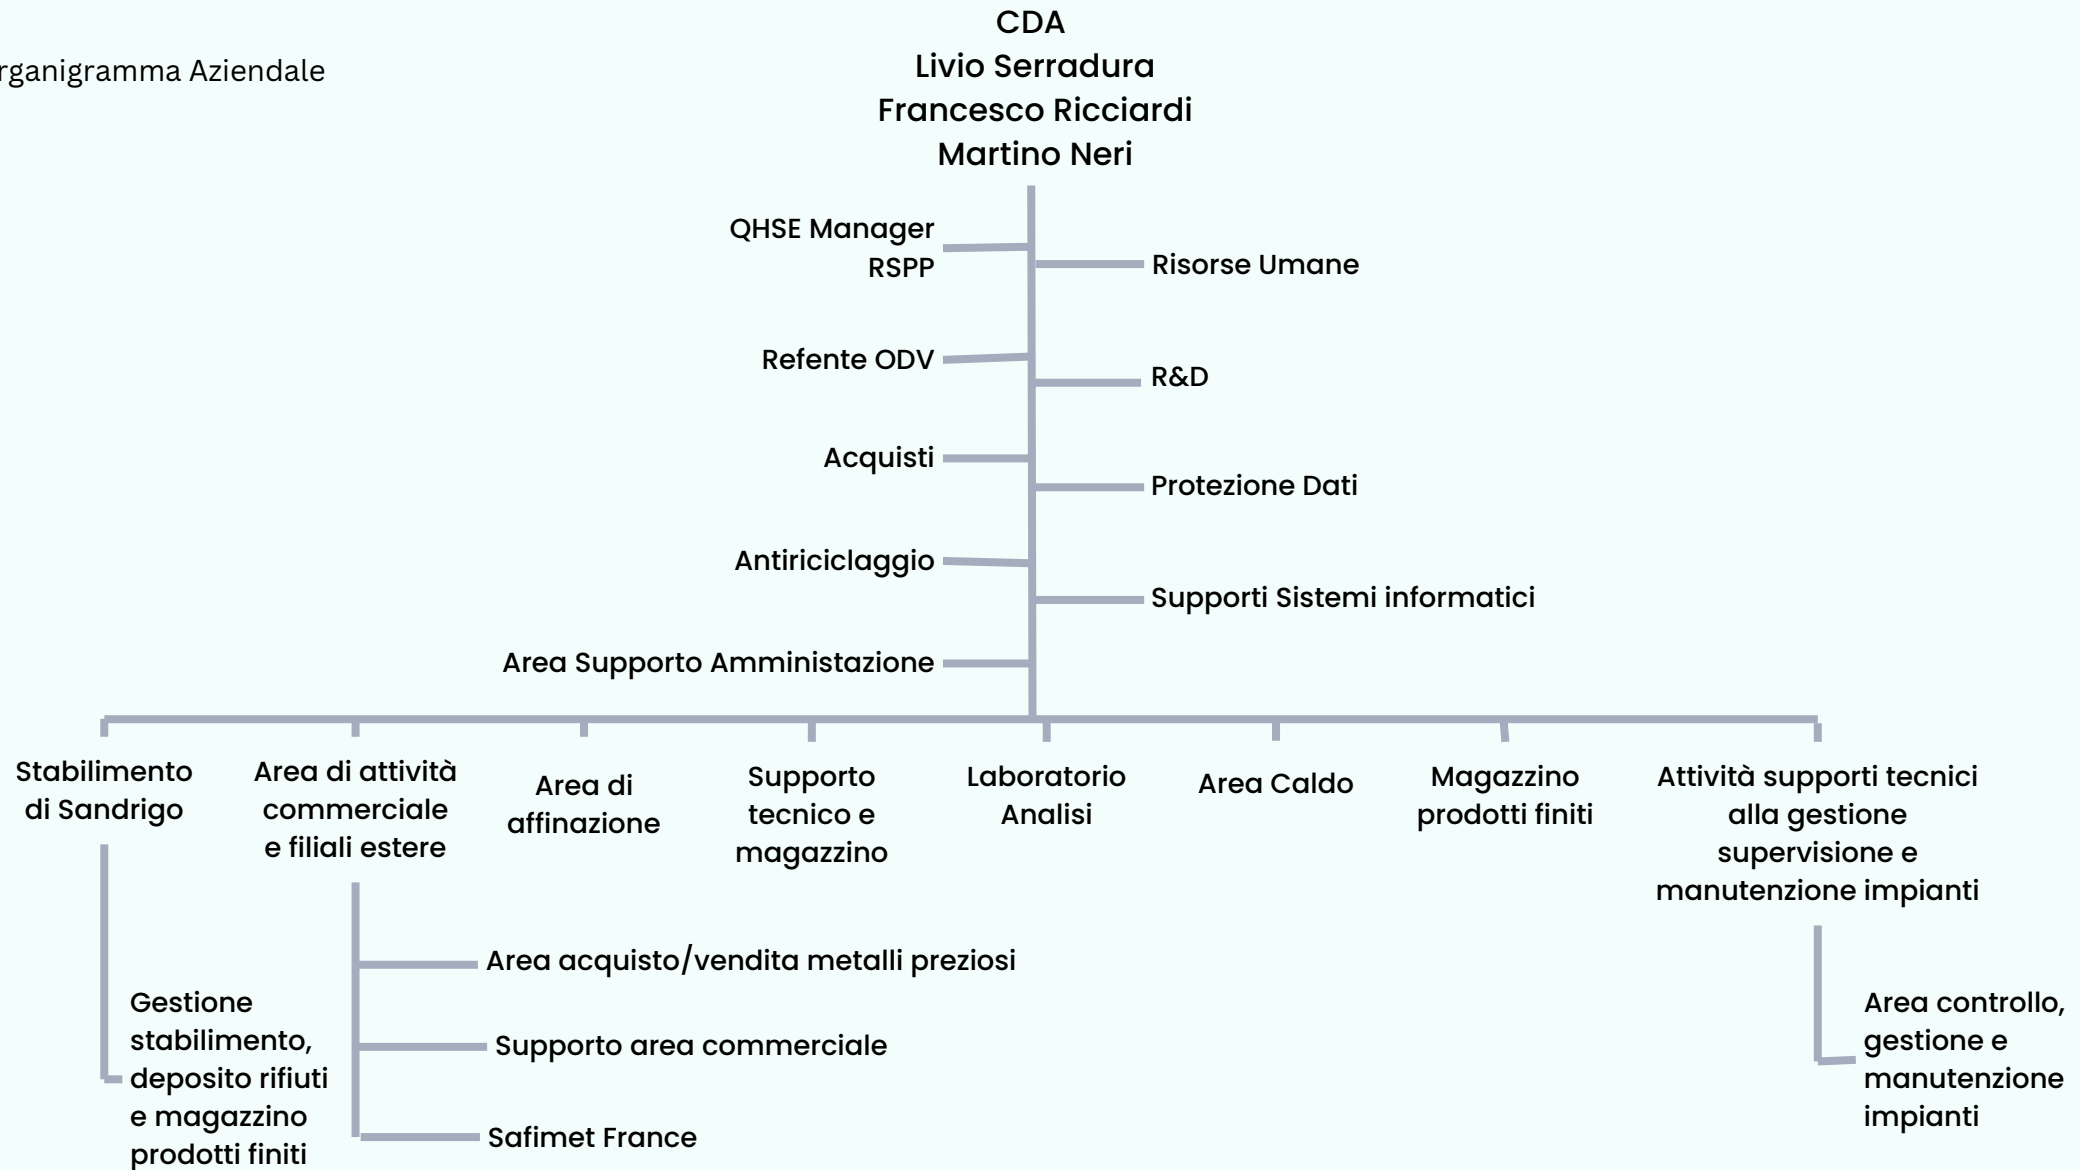 rganigramma Aziendale
CDA
Livio Serradura
Francesco Ricciardi
Martino Neri
QHSE Manager
RSPP
Risorse Umane
Refente ODV
R&D
Acquisti
Protezione Dati
Antiriciclaggio
Supporti Sistemi informatici
Area Supporto Amministazione
Stabilimento
di Sandrigo
Area di attività
commerciale
e filiali estere
Area di
affinazione
Supporto
tecnico e
magazzino
Laboratorio
Analisi
Area Caldo
Magazzino
prodotti finiti
Attività supporti tecnici
alla gestione
supervisione e
manutenzione impianti
Gestione
stabilimento,
deposito rifiuti
e magazzino
prodotti finiti
Area acquisto/vendita metalli preziosi
Supporto area commerciale
Safimet France
Area controllo,
gestione e
manutenzione
impianti